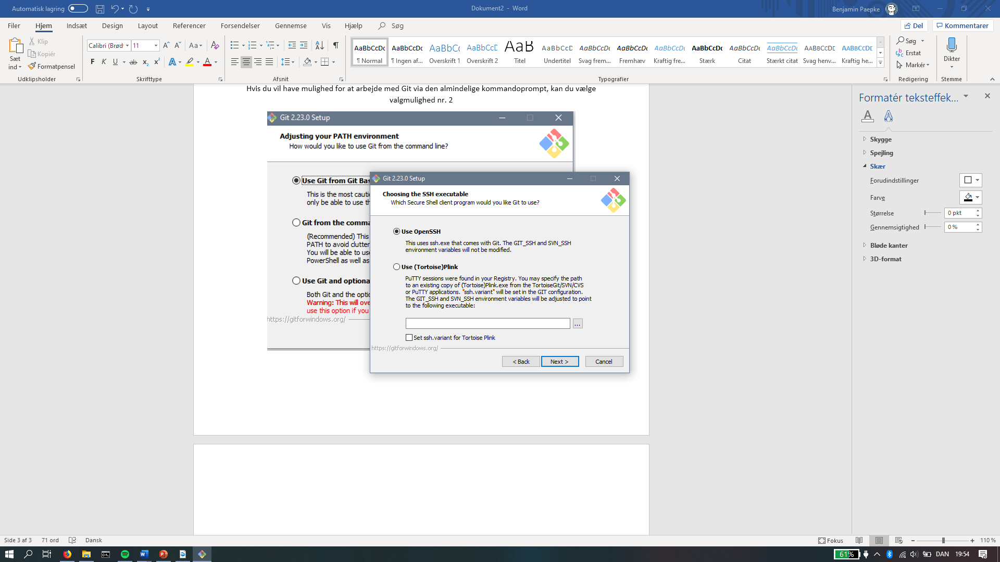 Automatisk lagring
Dokument2 - Word
Benjamin Paepke
Filer Hjem Indsæt Design Layout Referencer Forsendelser Gennemse Vis Hjælp Søg
Del Kommentarer
Sæt ind
Klip
Kopiér
Formatpensel
Udklipsholder
Calibri (Brød 11
Aa
F K U ab x₂ x² A A
Skrifttype
Afsnit
AaBbCcDc AaBbCcDc AaBbCc AaBbCcE AaB AaBbCcD AaBbCcDc AaBbCcDc AaBbCcDc AaBbCcDc AaBbCcDc AaBbCcDc AABBCCDE AABBCCDE
¶ Normal ¶ Ingen af... Overskrift 1 Overskrift 2 Titel Undertitel Svag frem... Fremhæv Kraftig fre... Stærk Citat Stærkt citat Svag henv... Kraftig he...
Typografier
Søg
Erstat
Markér
Redigering
Dikter
Stemme
Hvis du vil have mulighed for at arbejde med Git via den almindelige kommandoprompt, kan du vælge
valgmulighed nr. 2
Git 2.23.0 Setup
Adjusting your PATH environment
How would you like to use Git from the command line?
Use Git from Git Bas
This is the most cauti
only be able to use th
Git from the comma
(Recommended) This
PATH to avoid clutter
You will be able to use
PowerShell as well as
Use Git and optiona
Both Git and the optio
Warning: This will ove
use this option if you
https://gitforwindows.org/
Git 2.23.0 Setup
Choosing the SSH executable
Which Secure Shell client program would you like Git to use?
Use OpenSSH
This uses ssh.exe that comes with Git. The GIT_SSH and SVN_SSH
environment variables will not be modified.
Use (Tortoise)Plink
PuTTY sessions were found in your Registry. You may specify the path
to an existing copy of (Tortoise)Plink.exe from the TortoiseGit/SVN/CVS
or PuTTY applications. "ssh.variant" will be set in the GIT configuration.
The GIT_SSH and SVN_SSH environment variables will be adjusted to point
to the following executable:
...
Set ssh.variant for Tortoise Plink
https://gitforwindows.org/
< Back Next > Cancel
Formatér teksteffek...
Skygge
Spejling
Skær
Forudindstillinger
Farve
Størrelse 0 pkt
Gennemsigtighed 0 %
Bløde kanter
3D-format
Side 3 af 3 71 ord Dansk
Fokus 110 %
61% DAN 19:54